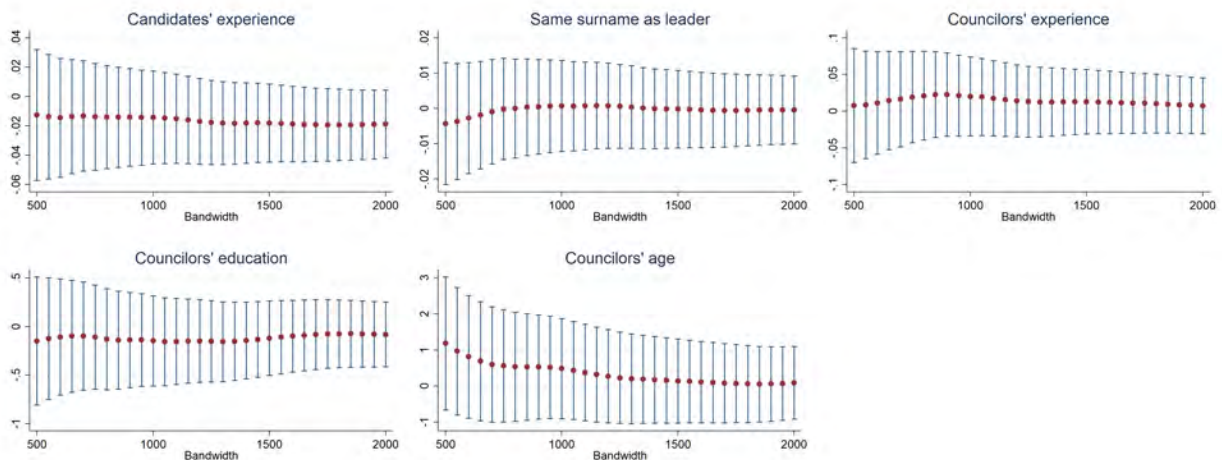 Candidates' experience
.04
.02
0
-.02
-.04
-.06
500 1000 1500 2000
Bandwidth
Same surname as leader
.02
.01
0
-.01
-.02
500 1000 1500 2000
Bandwidth
Councilors' experience
.1
.05
0
-.05
-.1
500 1000 1500 2000
Bandwidth
Councilors' education
.5
0
-.5
-1
500 1000 1500 2000
Bandwidth
Councilors' age
3
2
1
0
-1
500 1000 1500 2000
Bandwidth